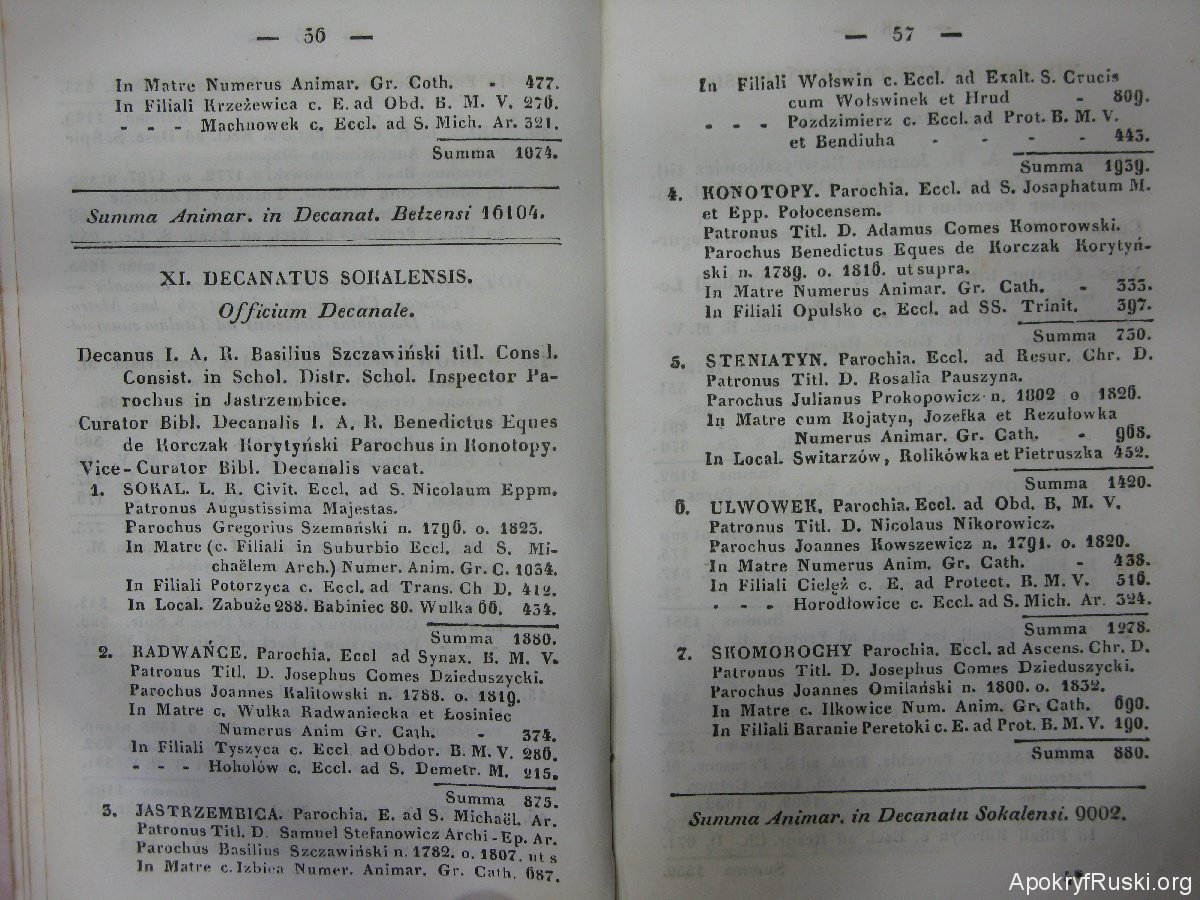 — 56 —
In Matre Numerus Animar. Gr. Coth. - 477.
In Filiali Krzeżewica c. E. ad Obd. B. M. V. 276.
- - - Machnowek c. Eccl. ad S. Mich. Ar. 321.
Summa 1074.
Summa Animar. in Decanat. Bełzensi 16104.
XI. DECANATUS SOKALENSIS.
Officium Decanale.
Decanus I. A. R. Basilius Szczawiński titl. Cons l.
Consist. in Schol. Distr. Schol. Inspector Pa-
rochus in Jastrzembice.
Curator Bibl. Decanalis I. A. R. Benedictus Eques
de Korczak Korytyński Parochus in Konotopy.
Vice-Curator Bibl. Decanalis vacat.
1. SOKAL. L. R. Civit. Eccl. ad S. Nicolaum Eppm.
Patronus Augustissima Majestas.
Parochus Gregorius Szemański n. 1796. o. 1823.
In Matre (c. Filiali in Suburbio Eccl. ad S. Mi-
chaëlem Arch.) Numer. Anim. Gr. C. 1034.
In Filiali Potorzyca c. Eccl. ad Trans. Ch D. 412.
In Local. Zabuże 288. Babiniec 80. Wulka 66. 434.
Summa 1880.
2. RADWAŃCE. Parochia. Eccl ad Synax. B. M. V.
Patronus Titl. D. Josephus Comes Dzieduszycki.
Parochus Joannes Kalitowski n. 1788. o. 1819.
In Matre c. Wulka Radwaniecka et Łosiniec
Numerus Anim Gr. Cath. - 374.
In Filiali Tyszyca c. Eccl. ad Obdor. B. M. V. 286.
- - - Hohołów c. Eccl. ad S. Demetr. M. 215.
Summa 875.
3. JASTRZEMBICA. Parochia. E. ad S. Michaël. Ar.
Patronus Titl. D. Samuel Stefanowicz Archi-Ep. Ar.
Parochus Basilius Szczawiński n. 1782. o. 1807. ut s
In Matre c. Izbica Numer. Animar. Gr. Cath. 687.
— 57 —
In Filiali Wołswin c. Eccl. ad Exalt. S. Crucis
cum Wołswinek et Hrud - 809.
- - - Pozdzimierz c. Eccl. ad Prot. B. M. V.
et Bendiuha - - - - 443.
Summa 1939.
4. KONOTOPY. Parochia. Eccl. ad S. Josaphatum M.
et Epp. Połocensem.
Patronus Titl. D. Adamus Comes Komorowski.
Parochus Benedictus Eques de Korczak Koryty­ń-
ski n. 1789. o. 1816. ut supra.
In Matre Numerus Animar. Gr. Cath. - 333.
In Filiali Opulsko c. Eccl. ad SS. Trinit. 397.
Summa 730.
5. STENIATYN. Parochia. Eccl. ad Resur. Chr. D.
Patronus Titl. D. Rosalia Pauszyna.
Parochus Julianus Prokopowicz n. 1802 o 1826.
In Matre cum Rojatyn, Jozefka et Rezułowka
Numerus Animar. Gr. Cath. - 968.
In Local. Switarzów, Rolikówka et Pietruszka 452.
Summa 1420.
6. ULWOWEK. Parochia. Eccl. ad Obd. B. M. V.
Patronus Titl. D. Nicolaus Nikorowicz.
Parochus Joannes Kowszewicz n. 1791. o. 1820.
In Matre Numerus Anim. Gr. Cath. - 438.
In Filiali Cielęż c. E. ad Protect. B. M. V. 516.
- - - Horodłowice c. Eccl. ad S. Mich. Ar. 324.
Summa 1278.
7. SKOMOROCHY Parochia. Eccl. ad Ascens. Chr. D.
Patronus Titl. D. Josephus Comes Dzieduszycki.
Parochus Joannes Omilański n. 1800. o. 1832.
In Matre c. Ilkowice Num. Anim. Gr. Cath. 690.
In Filiali Baranie Peretoki c. E. ad Prot. B. M. V. 190.
Summa 880.
Summa Animar. in Decanatu Sokalensi. 9002.
ApokryfRuski.org